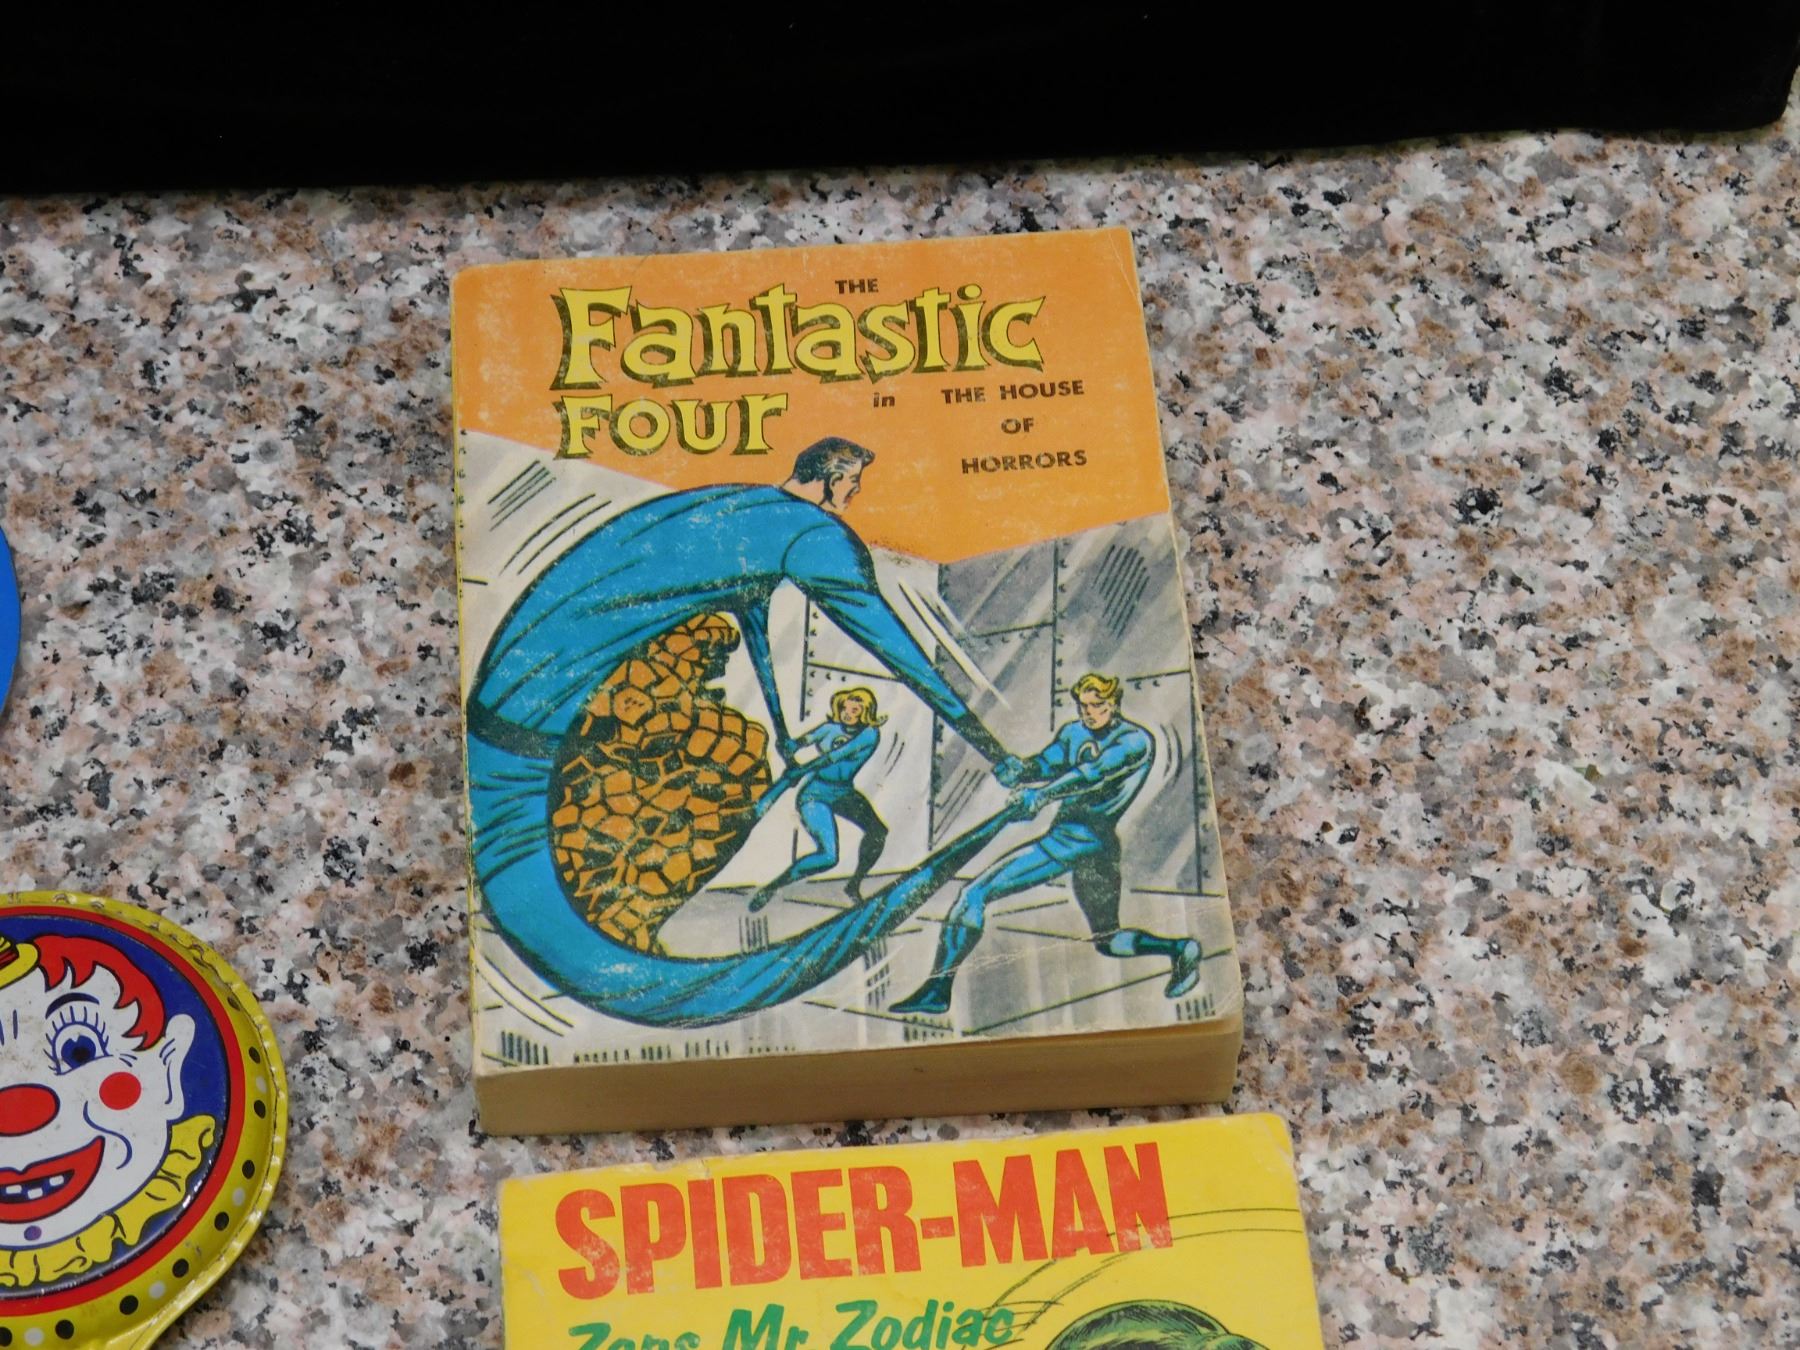 THE
Fantastic
Four
in THE HOUSE
OF
HORRORS
SPIDER-MAN
Zaps Mr. Zodiac